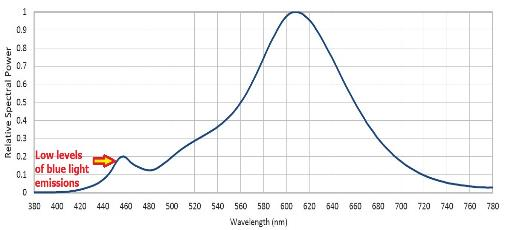 1
0.9
0.8
0.7
0.6
0.5
0.4
0.3
0.2
0.1
0
Relative Spectral Power
Low levels
of blue light
emissions
380 400 420 440 460 480 500 520 540 560 580 600 620 640 660 680 700 720 740 760 780
Wavelength (nm)